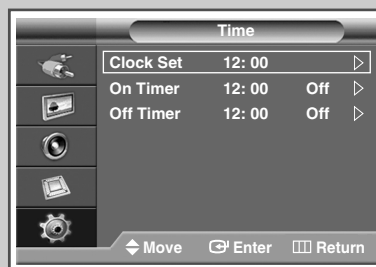 Time
Clock Set 12: 00
On Timer 12: 00 Off
Off Timer 12: 00 Off
Move Enter Return